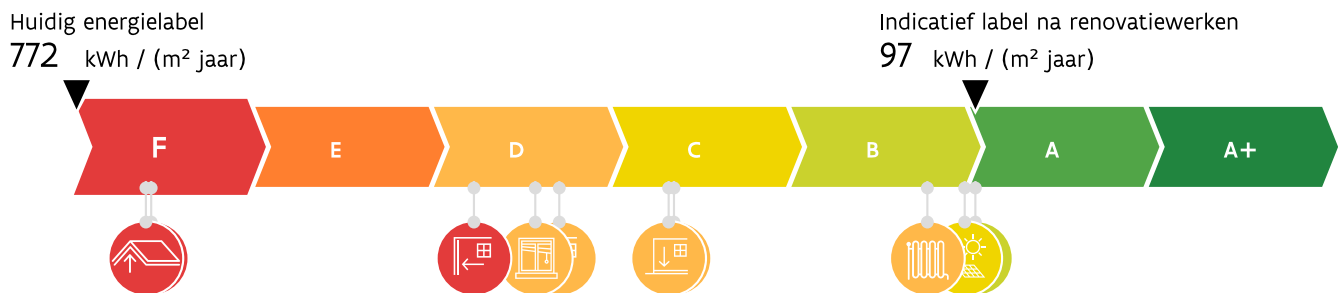 Huidig energielabel
772 kWh / (m² jaar)
Indicatief label na renovatiewerken
97 kWh / (m² jaar)
F E D C B A A+